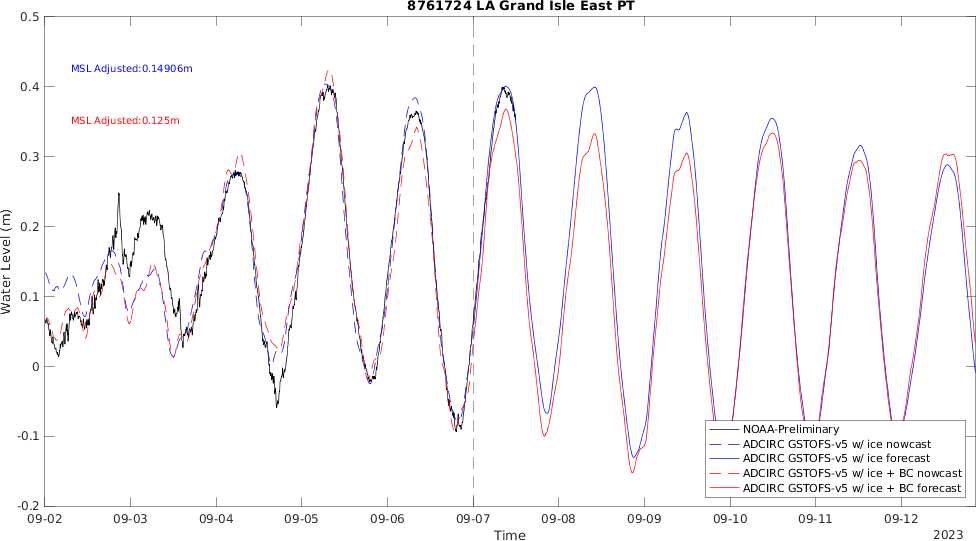 8761724 LA Grand Isle East PT
MSL Adjusted:0.14906m
MSL Adjusted:0.125m
Water Level (m)
0.5
0.4
0.3
0.2
0.1
0
-0.1
-0.2
NOAA-Preliminary
ADCIRC GSTOFS-v5 w/ ice nowcast
ADCIRC GSTOFS-v5 w/ ice forecast
ADCIRC GSTOFS-v5 w/ ice + BC nowcast
ADCIRC GSTOFS-v5 w/ ice + BC forecast
09-02 09-03 09-04 09-05 09-06 09-07 09-08 09-09 09-10 09-11 09-12
Time
2023